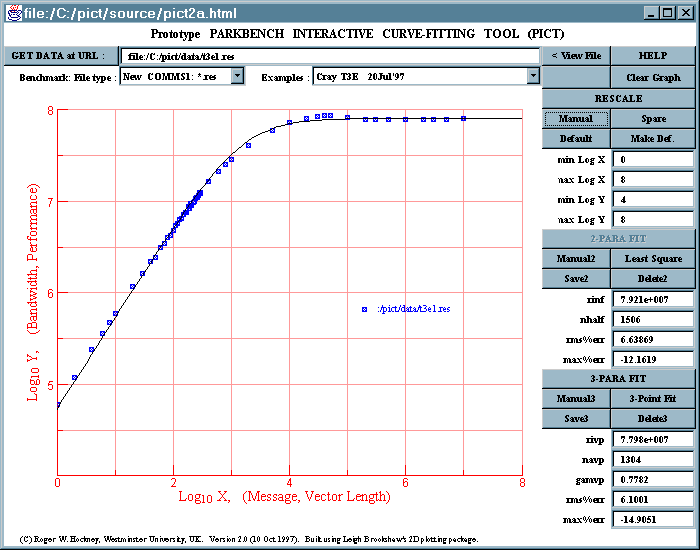 file:/C:/pict/source/pict2a.html
Prototype PARKBENCH INTERACTIVE CURVE-FITTING TOOL (PICT)
GET DATA at URL : file:/C:/pict/data/t3e1.res < View File HELP
Benchmark: File type : New COMMS1: *.res Examples : Cray T3E 20Jul'97 Clear Graph
RESCALE
Manual Spare
Default Make Def.
min Log X 0
max Log X 8
min Log Y 4
max Log Y 8
2-PARA FIT
Manual2 Least Square
Save2 Delete2
rinf 7.921e+007
nhalf 1506
rms%err 6.63869
max%err -12.1619
3-PARA FIT
Manual3 3-Point Fit
Save3 Delete3
rivp 7.798e+007
navp 1304
gamvp 0.7782
rms%err 6.1001
max%err -14.9051
8
7
6
5
Log10 Y, (Bandwidth, Performance)
:/pict/data/t3e1.res
0 2 4 6 8
Log10 X, (Message, Vector Length)
(C) Roger W. Hockney, Westminster University, UK. Version 2.0 (10 Oct 1997). Built using Leigh Brookshaw's 2D plotting package.